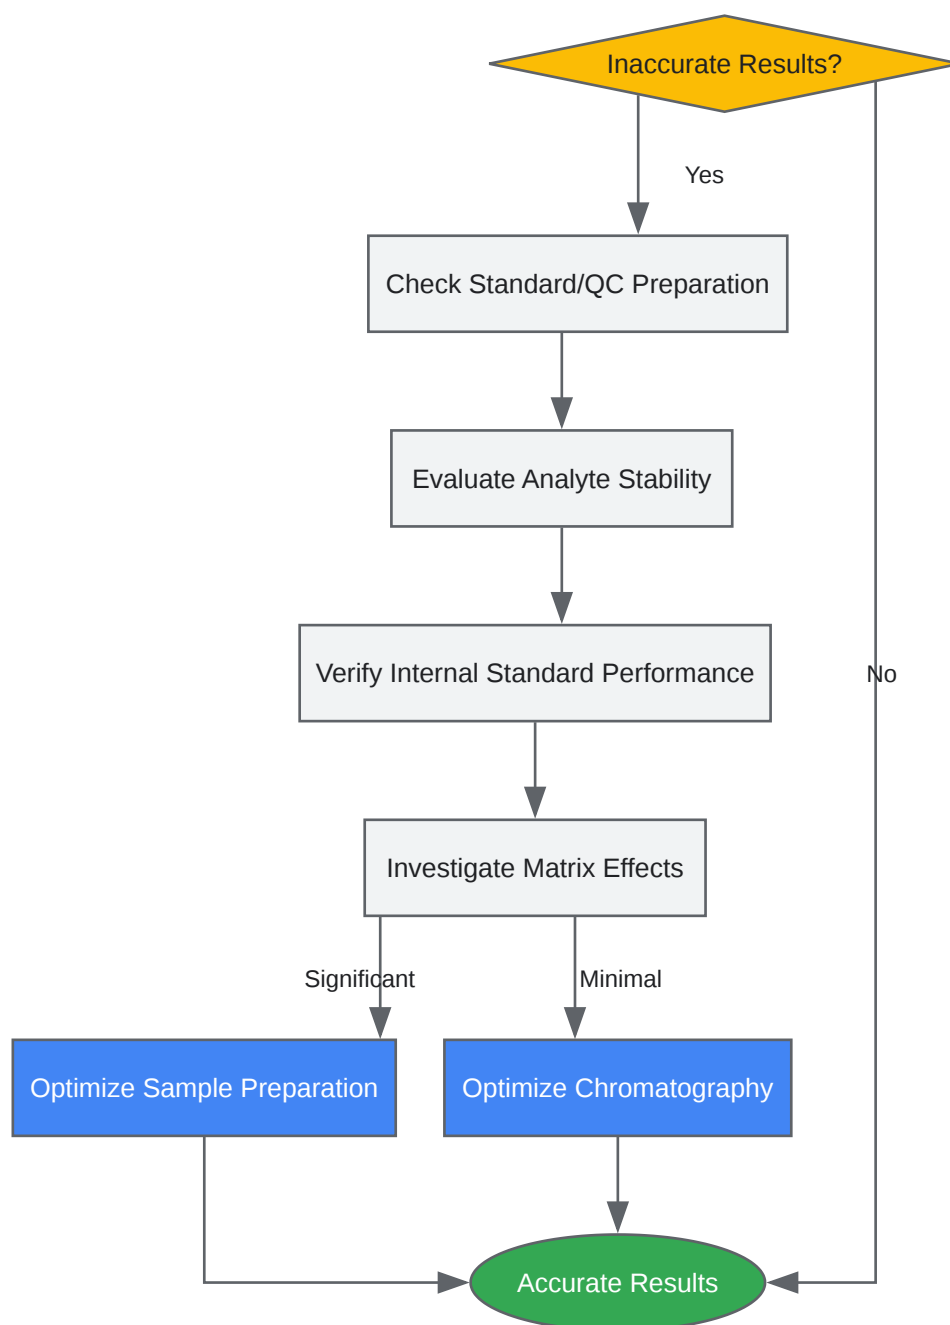 Inaccurate Results?
Yes
Check Standard/QC Preparation
Evaluate Analyte Stability
Verify Internal Standard Performance
No
Investigate Matrix Effects
Significant
Minimal
Optimize Sample Preparation
Optimize Chromatography
Accurate Results